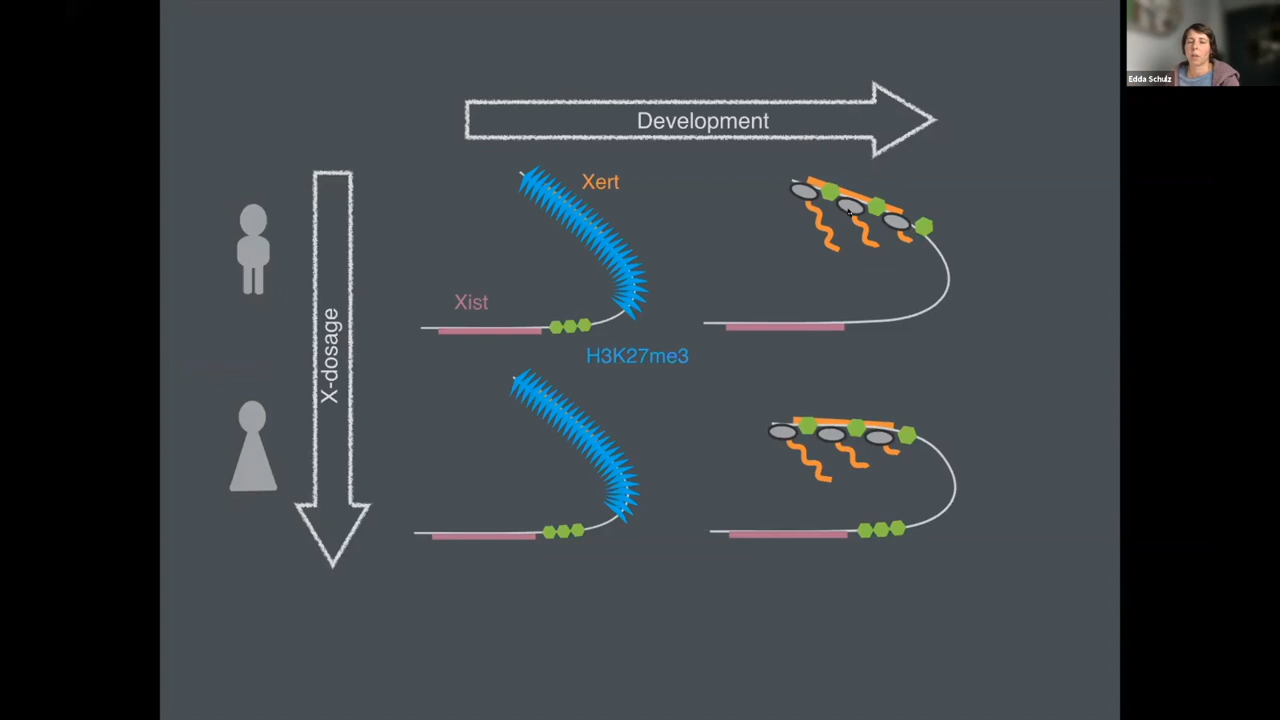 Edda Schulz
Development
Xert
Xist
X-dosage
H3K27me3